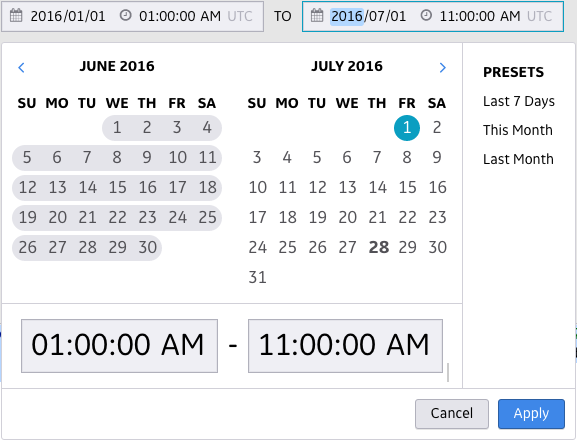 2016/01/01 01:00:00 AM UTC TO 2016/07/01 11:00:00 AM UTC
JUNE 2016
SU MO TU WE TH FR SA
1 2 3 4
5 6 7 8 9 10 11
12 13 14 15 16 17 18
19 20 21 22 23 24 25
26 27 28 29 30
JULY 2016
SU MO TU WE TH FR SA
1 2
3 4 5 6 7 8 9
10 11 12 13 14 15 16
17 18 19 20 21 22 23
24 25 26 27 28 29 30
31
PRESETS
Last 7 Days
This Month
Last Month
01:00:00 AM - 11:00:00 AM
Cancel Apply